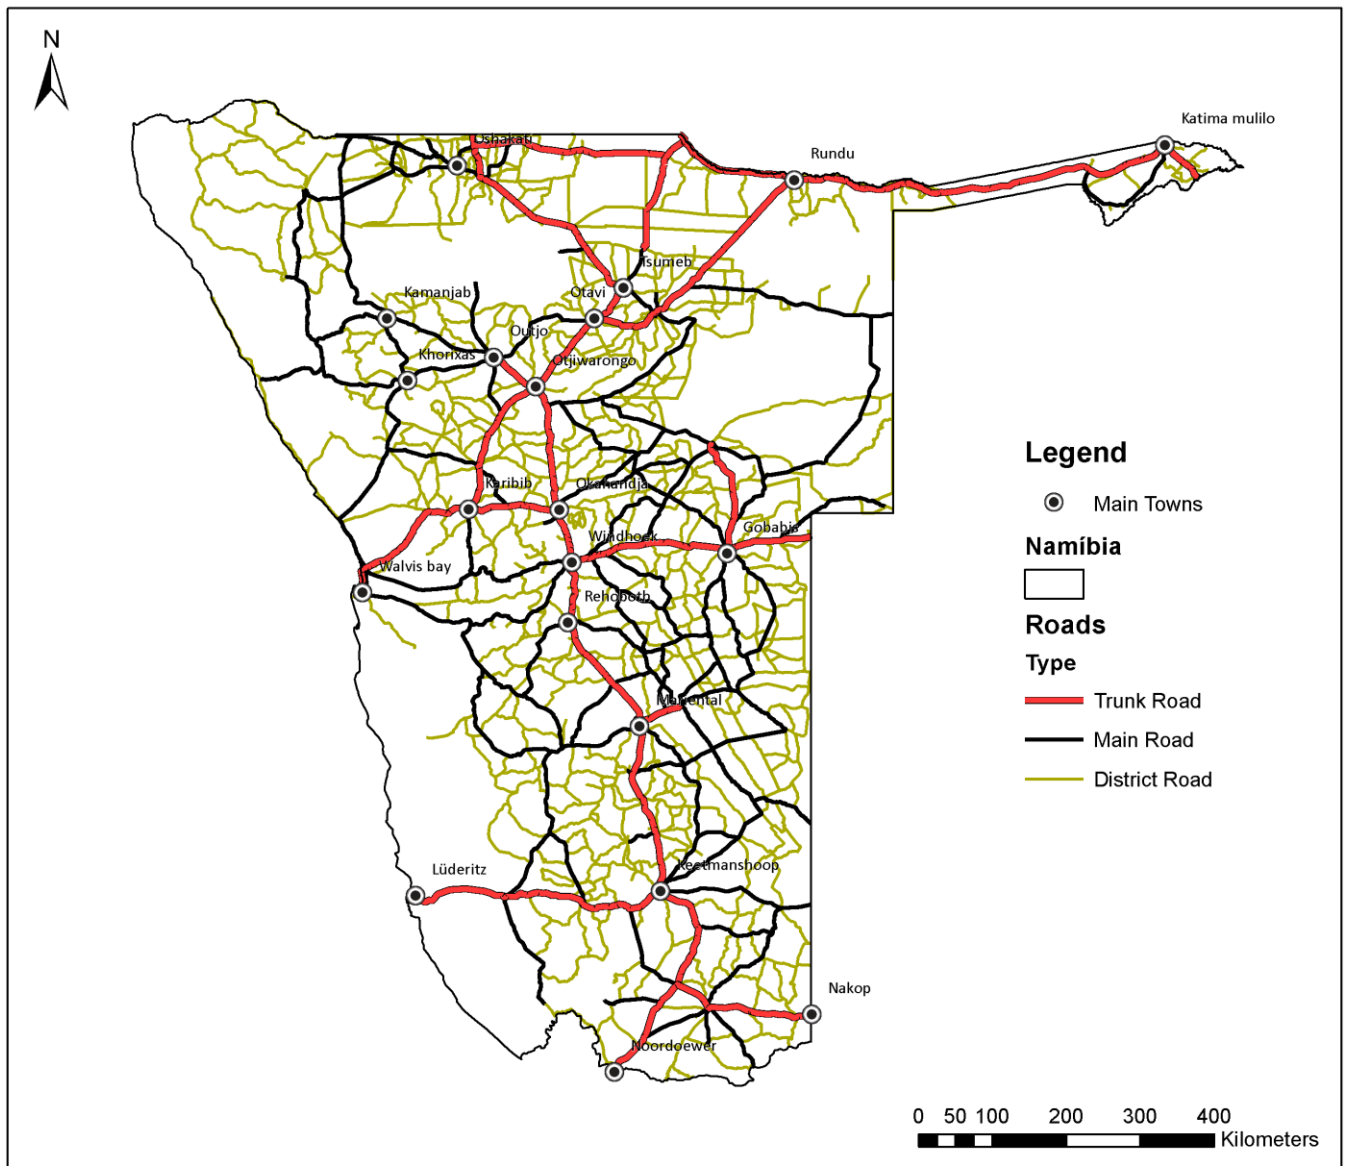 N
Katima mulilo
Oshakati
Rundu
Tsumeb
Kamanjab
Otavi
Outjo
Khorixas
Otjiwarongo
Karibib
Okahandja
Gobabis
Windhoek
Walvis bay
Rehoboth
Mariental
Keetmanshoop
Lüderitz
Nakop
Noordoewer
Legend
Main Towns
Namíbia
Roads
Type
Trunk Road
Main Road
District Road
0 50 100 200 300 400
Kilometers